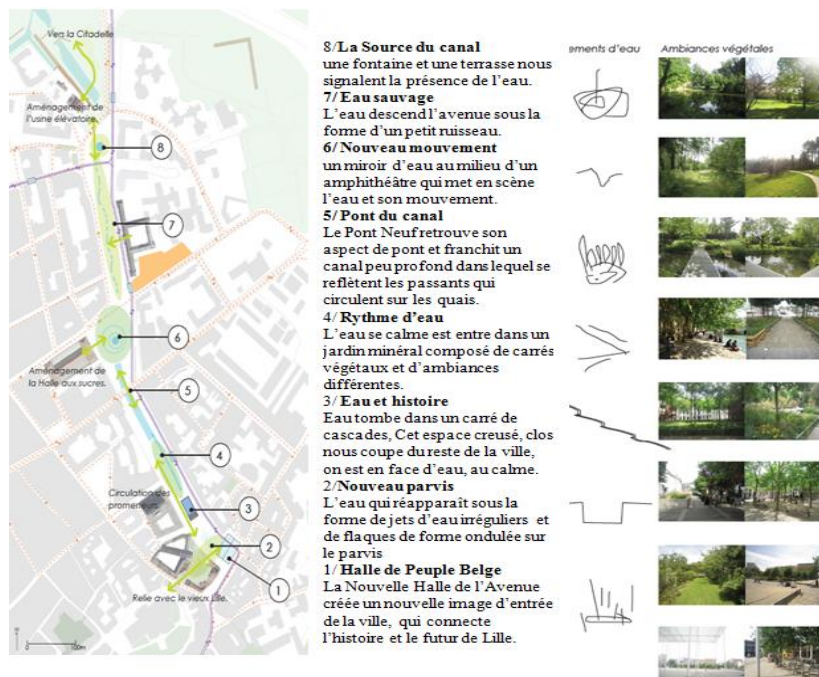 Vers la Citadelle
Aménagement de
l'usine élévatoire.
8
7
6
Aménagement de
la Halle aux sucres.
5
4
Circulation des
promeneurs.
3
2
1
Relie avec le vieux Lille.
0 100m
8/La Source du canal
une fontaine et une terrasse nous
signalent la présence de l'eau.
7/ Eau sauvage
L'eau descend l'avenue sous la
forme d'un petit ruisseau.
6/ Nouveau mouvement
un miroir d'eau au milieu d'un
amphithéâtre qui met en scène
l'eau et son mouvement.
5/ Pont du canal
Le Pont Neuf retrouve son
aspect de pont et franchit un
canal peu profond dans lequel se
reflètent les passants qui
circulent sur les quais.
4/ Rythme d'eau
L'eau se calme est entre dans un
jardin minéral composé de carrés
végétaux et d'ambiances
différentes.
3/ Eau et histoire
Eau tombe dans un carré de
cascades, Cet espace creusé, clos
nous coupe du reste de la ville,
on est en face d'eau, au calme.
2/Nouveau parvis
L'eau qui réapparaît sous la
forme de jets d'eau irréguliers et
de flaques de forme ondulée sur
le parvis
1/ Halle de Peuple Belge
La Nouvelle Halle de l'Avenue
créée un nouvelle image d'entrée
de la ville, qui connecte
l'histoire et le futur de Lille.
ements d'eau
Ambiances végétales